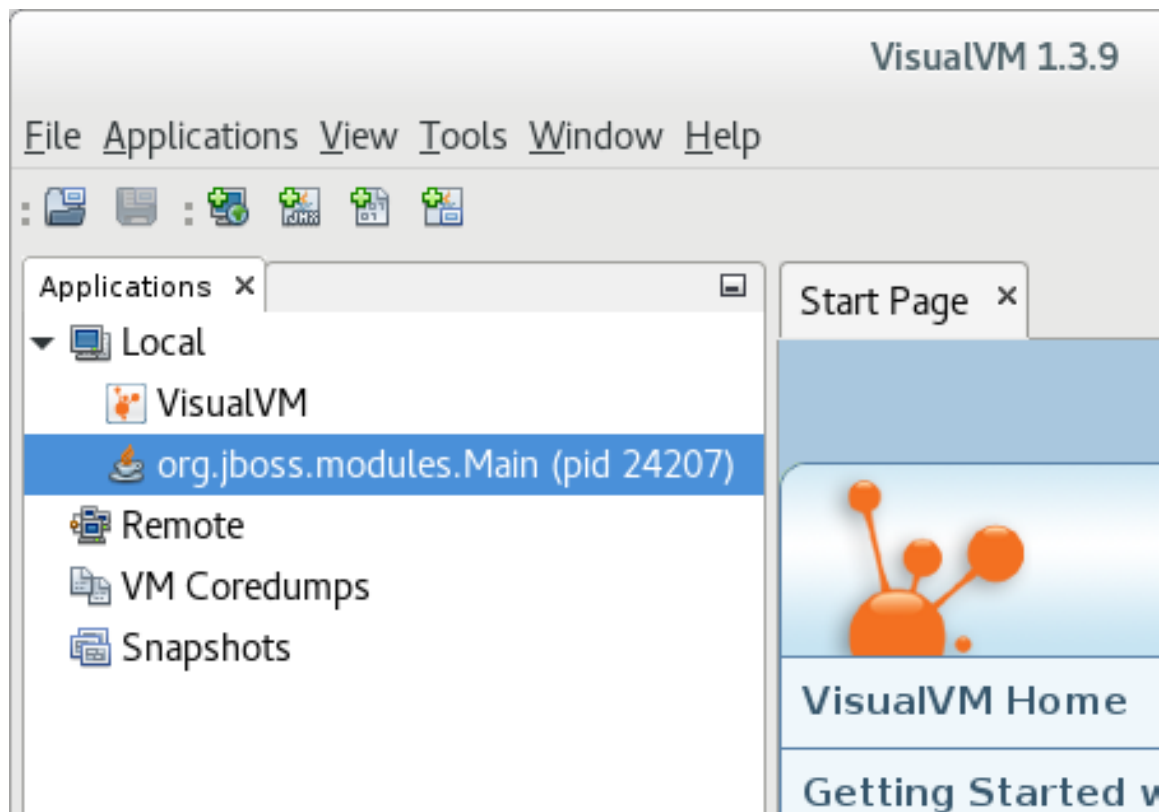 VisualVM 1.3.9
File Applications View Tools Window Help
JMX
Applications
Start Page
Local
VisualVM
org.jboss.modules.Main (pid 24207)
Remote
VM Coredumps
Snapshots
VisualVM Home
Getting Started